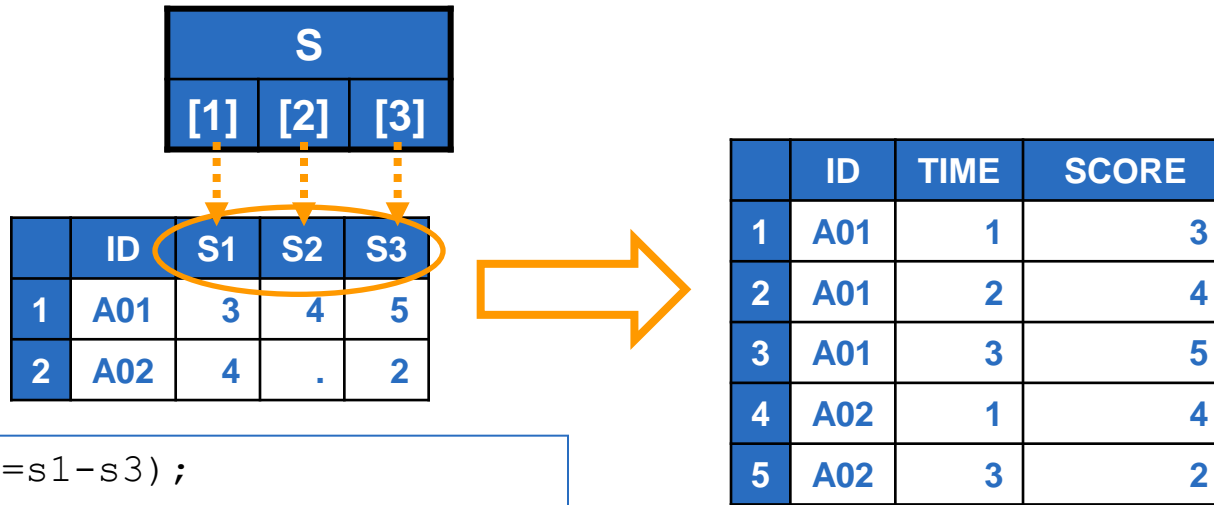 S
[1] [2] [3]
ID S1 S2 S3
1 A01 3 4 5
2 A02 4 . 2
=s1-s3);
ID TIME SCORE
1 A01 1 3
2 A01 2 4
3 A01 3 5
4 A02 1 4
5 A02 3 2